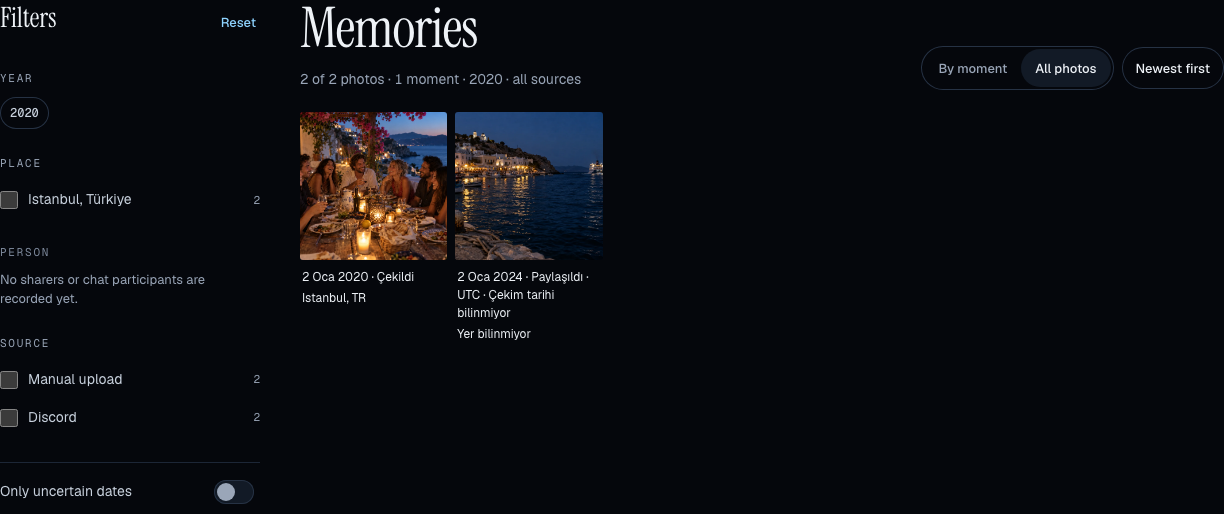 Filters
Reset
YEAR
2020
PLACE
Istanbul, Türkiye 2
PERSON
No sharers or chat participants are
recorded yet.
SOURCE
Manual upload 2
Discord 2
Only uncertain dates
Memories
2 of 2 photos · 1 moment · 2020 · all sources
By moment
All photos
Newest first
2 Oca 2020 · Çekildi
Istanbul, TR
2 Oca 2024 · Paylaşıldı ·
UTC · Çekim tarihi
bilinmiyor
Yer bilinmiyor